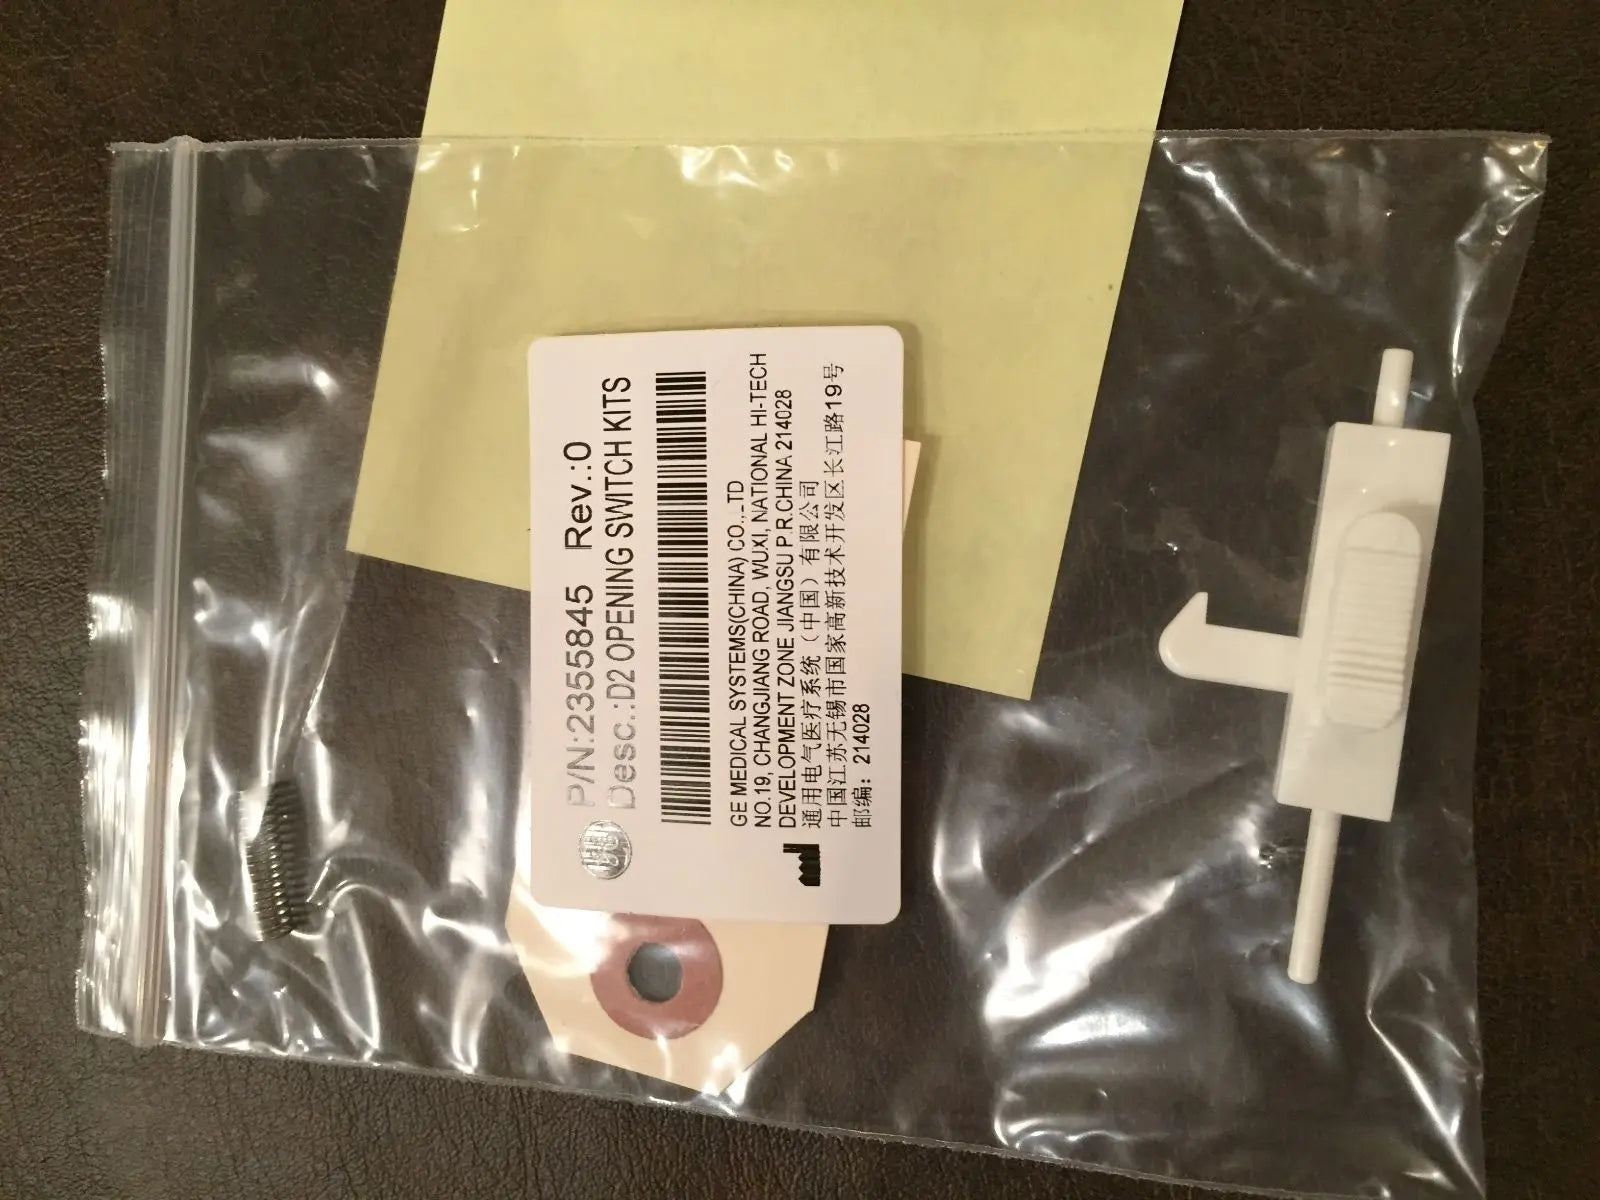 P/N:2355845 Rev.:0
Desc.:D2 OPENING SWITCH KITS
GE MEDICAL SYSTEMS(CHINA) CO.,LTD
NO.19, CHANGJIANG ROAD, WUXI, NATIONAL HI-TECH
DEVELOPMENT ZONE JIANGSU P.R.CHINA 214028
通用电气医疗系统（中国）有限公司
中国江苏无锡市国家高新技术开发区长江路19号
邮编：214028